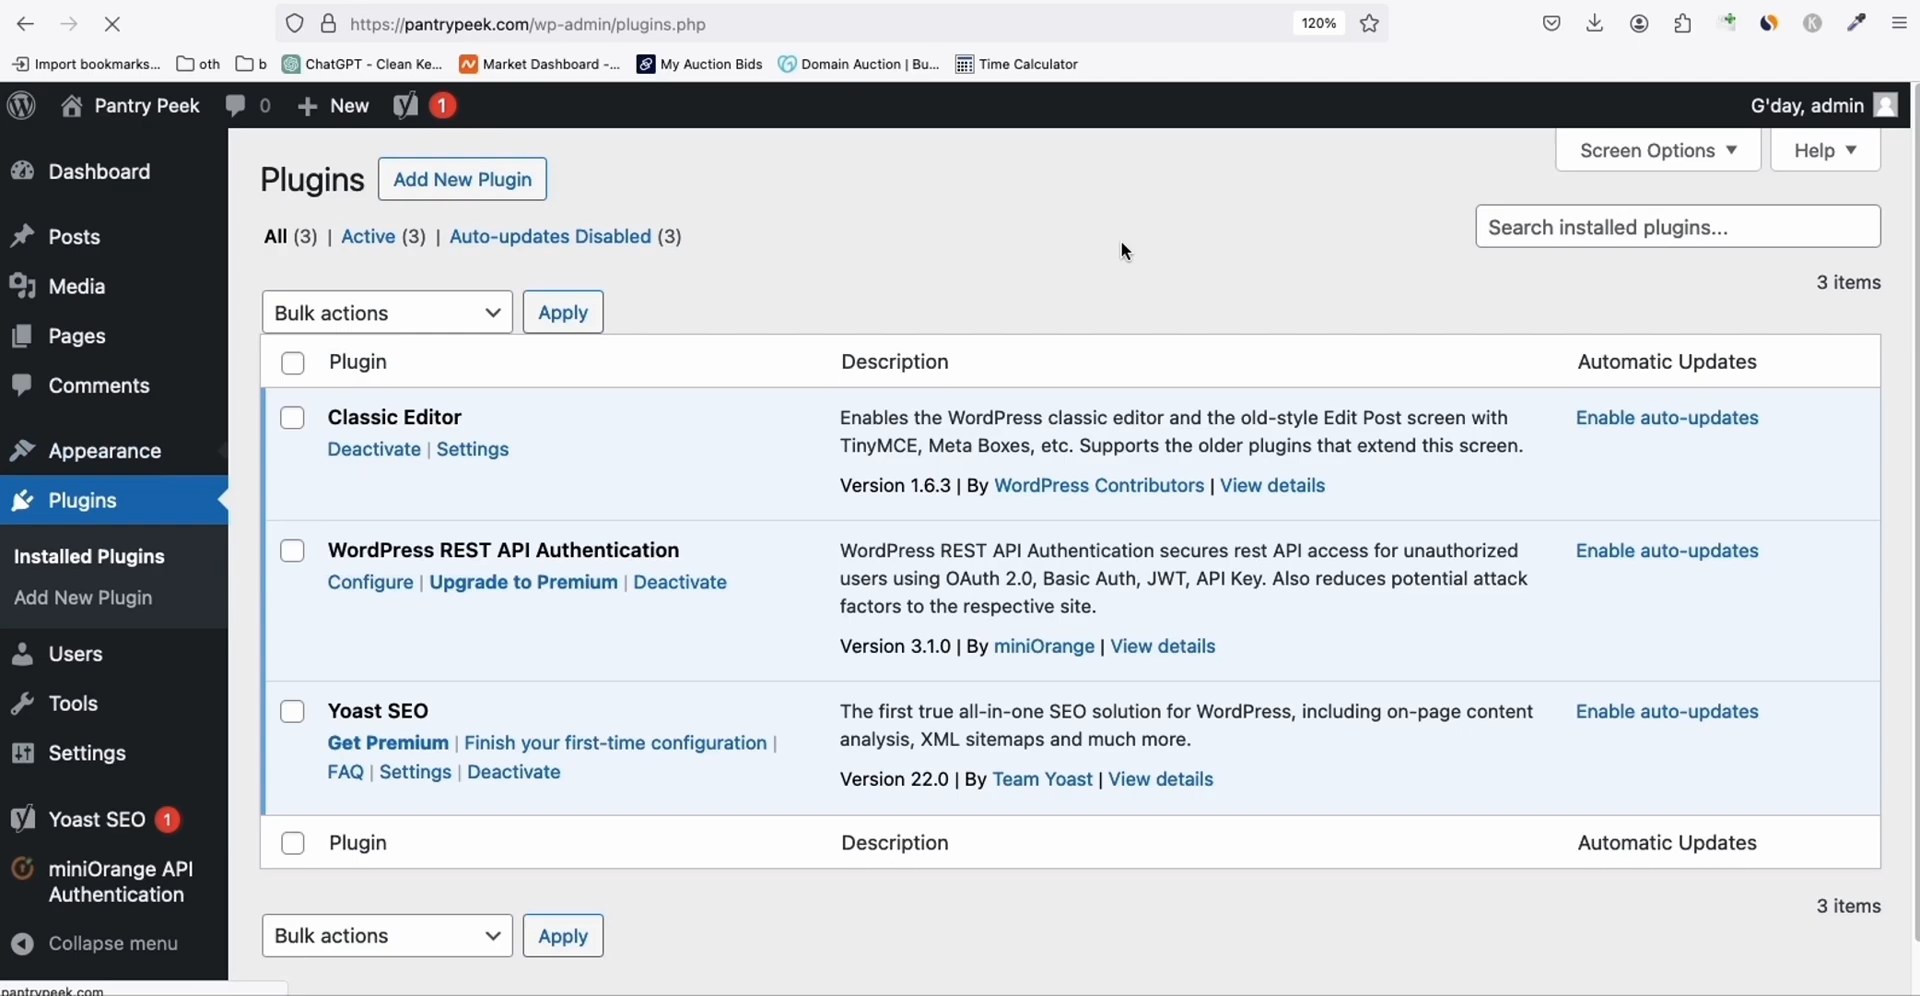 https://pantrypeek.com/wp-admin/plugins.php
120%
K
Import bookmarks...
oth
b
ChatGPT - Clean Ke...
Market Dashboard -...
My Auction Bids
Domain Auction | Bu...
Time Calculator
Pantry Peek
0
New
1
G'day, admin
Dashboard
Posts
Media
Pages
Comments
Appearance
Plugins
Installed Plugins
Add New Plugin
Users
Tools
Settings
Yoast SEO 1
miniOrange API
Authentication
Collapse menu
Screen Options
Help
Plugins
Add New Plugin
All (3) | Active (3) | Auto-updates Disabled (3)
Search installed plugins...
3 items
Bulk actions
Apply
Plugin
Description
Automatic Updates
Classic Editor
Deactivate | Settings
Enables the WordPress classic editor and the old-style Edit Post screen with
TinyMCE, Meta Boxes, etc. Supports the older plugins that extend this screen.
Version 1.6.3 | By WordPress Contributors | View details
Enable auto-updates
WordPress REST API Authentication
Configure | Upgrade to Premium | Deactivate
WordPress REST API Authentication secures rest API access for unauthorized
users using OAuth 2.0, Basic Auth, JWT, API Key. Also reduces potential attack
factors to the respective site.
Version 3.1.0 | By miniOrange | View details
Enable auto-updates
Yoast SEO
Get Premium | Finish your first-time configuration |
FAQ | Settings | Deactivate
The first true all-in-one SEO solution for WordPress, including on-page content
analysis, XML sitemaps and much more.
Version 22.0 | By Team Yoast | View details
Enable auto-updates
Plugin
Description
Automatic Updates
3 items
Bulk actions
Apply
pantrypeek.com